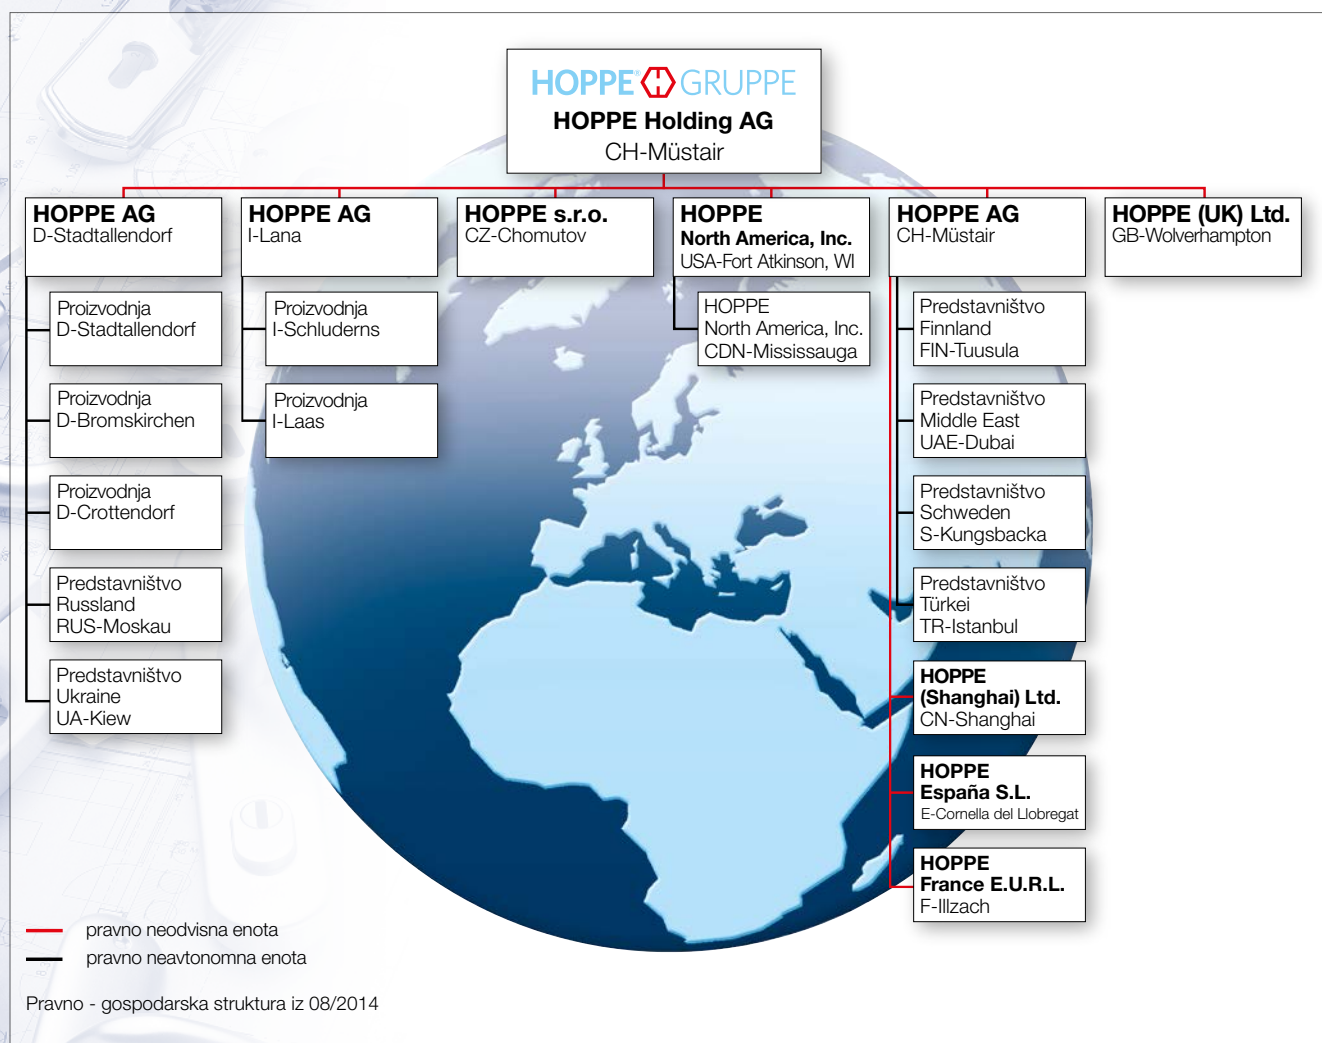 HOPPE® GRUPPE
HOPPE Holding AG
CH-Müstair
HOPPE AG
D-Stadtallendorf
Proizvodnja
D-Stadtallendorf
Proizvodnja
D-Bromskirchen
Proizvodnja
D-Crottendorf
Predstavništvo
Russland
RUS-Moskau
Predstavništvo
Ukraine
UA-Kiew
HOPPE AG
I-Lana
Proizvodnja
I-Schluderns
Proizvodnja
I-Laas
HOPPE s.r.o.
CZ-Chomutov
HOPPE
North America, Inc.
USA-Fort Atkinson, WI
HOPPE
North America, Inc.
CDN-Mississauga
HOPPE AG
CH-Müstair
Predstavništvo
Finnland
FIN-Tuusula
Predstavništvo
Middle East
UAE-Dubai
Predstavništvo
Schweden
S-Kungsbacka
Predstavništvo
Türkei
TR-Istanbul
HOPPE
(Shanghai) Ltd.
CN-Shanghai
HOPPE
España S.L.
E-Cornella del Llobregat
HOPPE
France E.U.R.L.
F-Illzach
HOPPE (UK) Ltd.
GB-Wolverhampton
pravno neodvisna enota
pravno neavtonomna enota
Pravno - gospodarska struktura iz 08/2014